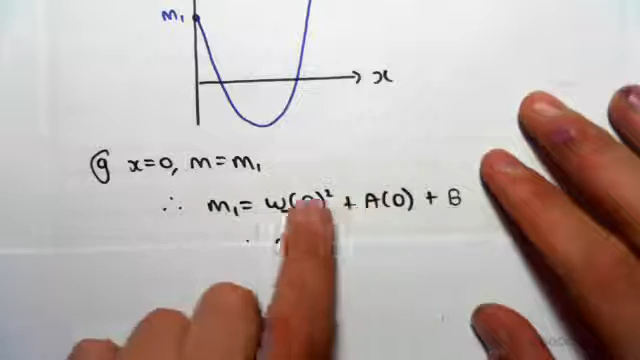 m₁
x
@ x=0, m=m₁
∴ m₁ = w(0)² + A(0) + B